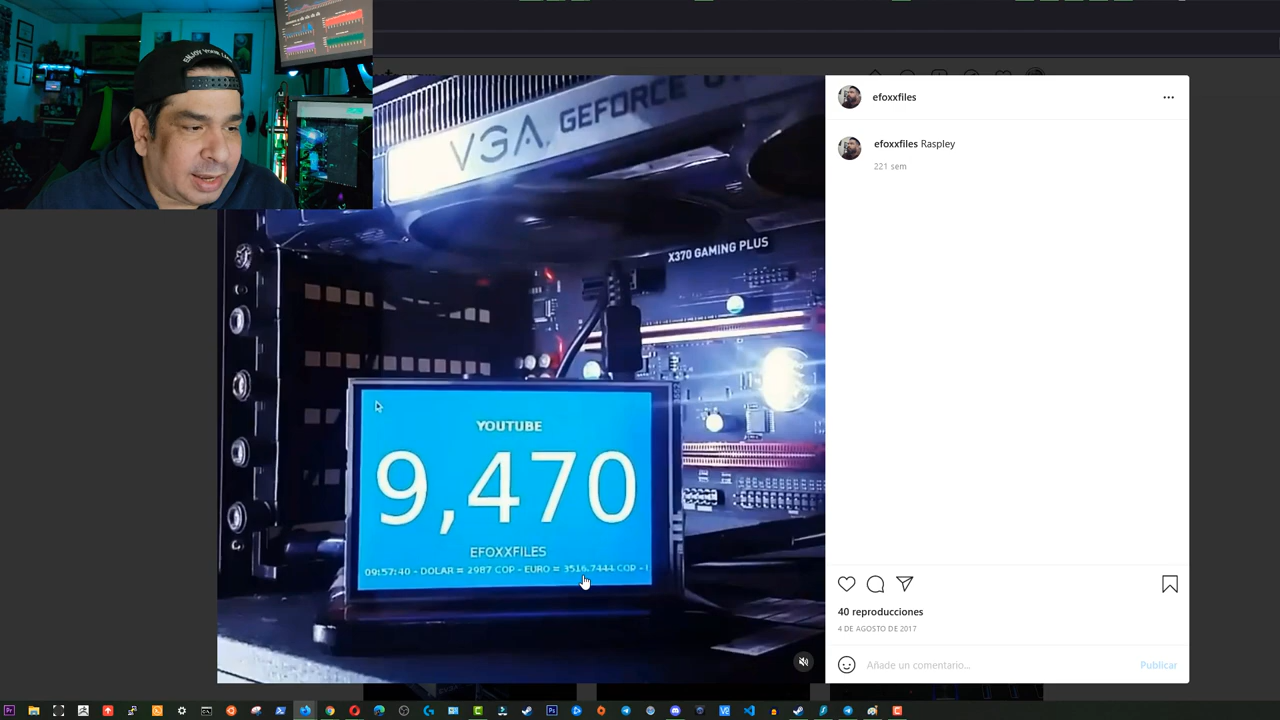 VGA GEFORCE
X370 GAMING PLUS
YOUTUBE
9,470
EFOXXFILES
09:57:40 - DOLAR = 2987 COP - EURO = 3516.7444 COP -
efoxxfiles
efoxxfiles Raspley
221 sem
40 reproducciones
4 DE AGOSTO DE 2017
Añade un comentario...
Publicar